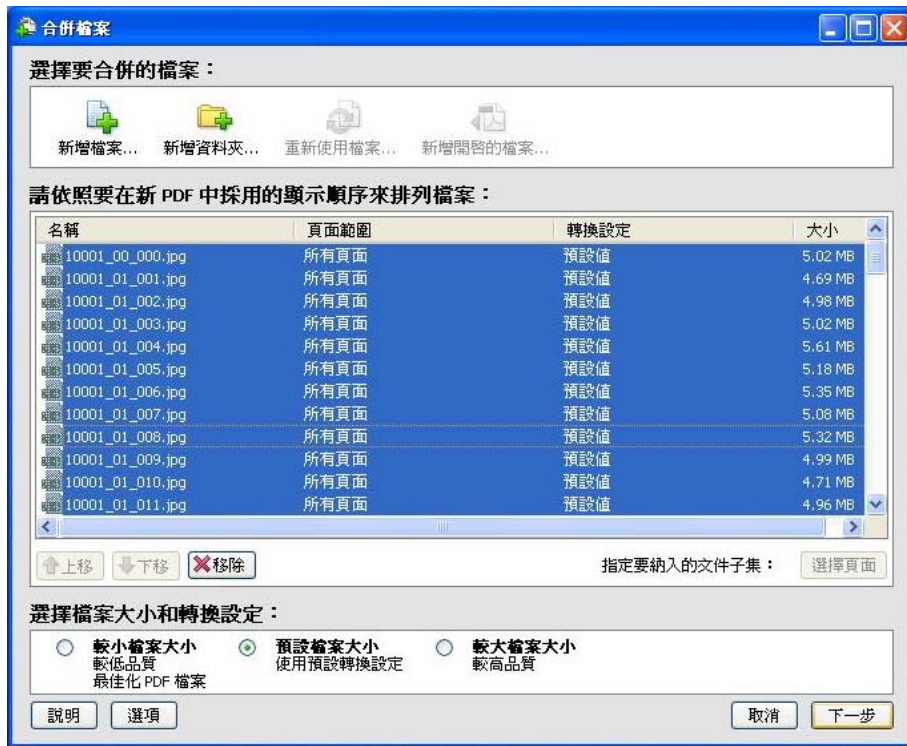 合併檔案
選擇要合併的檔案：
新增檔案... 新增資料夾... 重新使用檔案... 新增開啓的檔案...
請依照要在新 PDF 中採用的顯示順序來排列檔案：
名稱 頁面範圍 轉換設定 大小
10001_00_000.jpg 所有頁面 預設值 5.02 MB
10001_01_001.jpg 所有頁面 預設值 4.69 MB
10001_01_002.jpg 所有頁面 預設值 4.98 MB
10001_01_003.jpg 所有頁面 預設值 5.02 MB
10001_01_004.jpg 所有頁面 預設值 5.61 MB
10001_01_005.jpg 所有頁面 預設值 5.18 MB
10001_01_006.jpg 所有頁面 預設值 5.35 MB
10001_01_007.jpg 所有頁面 預設值 5.08 MB
10001_01_008.jpg 所有頁面 預設值 5.32 MB
10001_01_009.jpg 所有頁面 預設值 4.99 MB
10001_01_010.jpg 所有頁面 預設值 4.71 MB
10001_01_011.jpg 所有頁面 預設值 4.96 MB
上移 下移 移除 指定要納入的文件子集： 選擇頁面
選擇檔案大小和轉換設定：
較小檔案大小 預設檔案大小 較大檔案大小
較低品質 使用預設轉換設定 較高品質
最佳化 PDF 檔案
說明 選項 取消 下一步